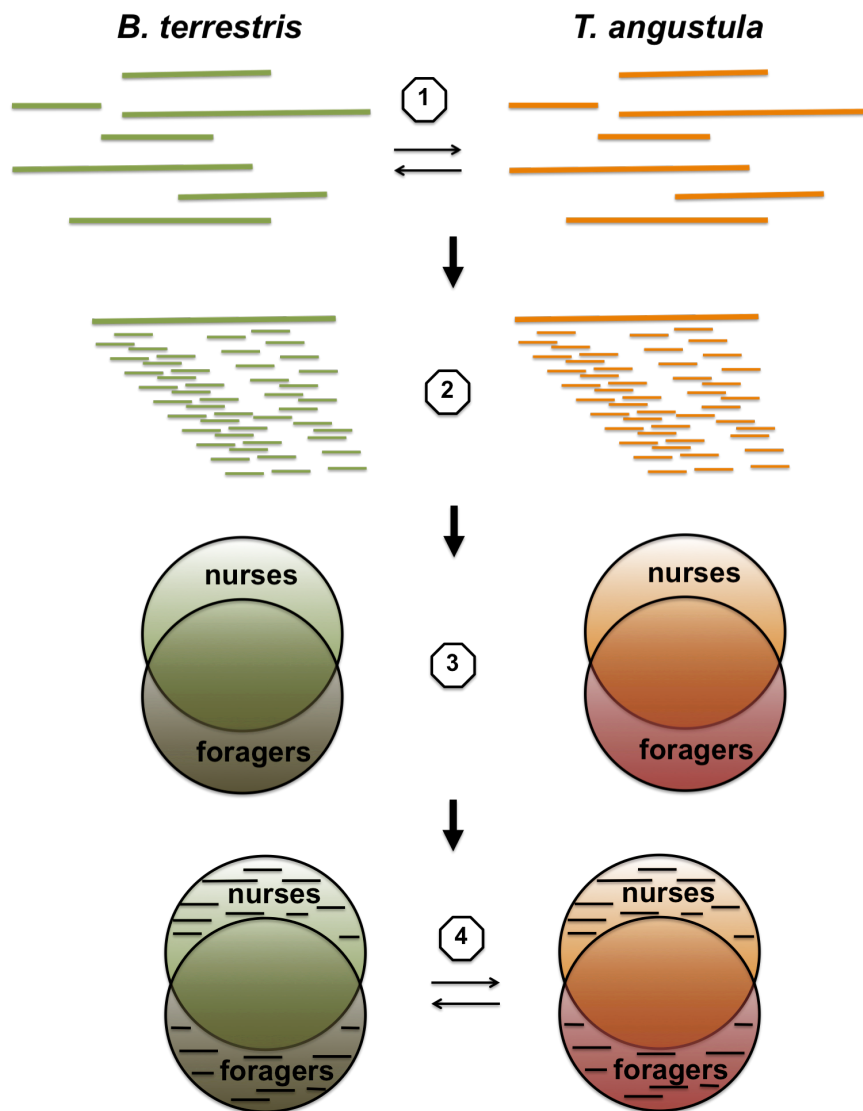 B. terrestris
T. angustula
1
2
nurses
nurses
3
foragers
foragers
nurses
nurses
4
foragers
foragers